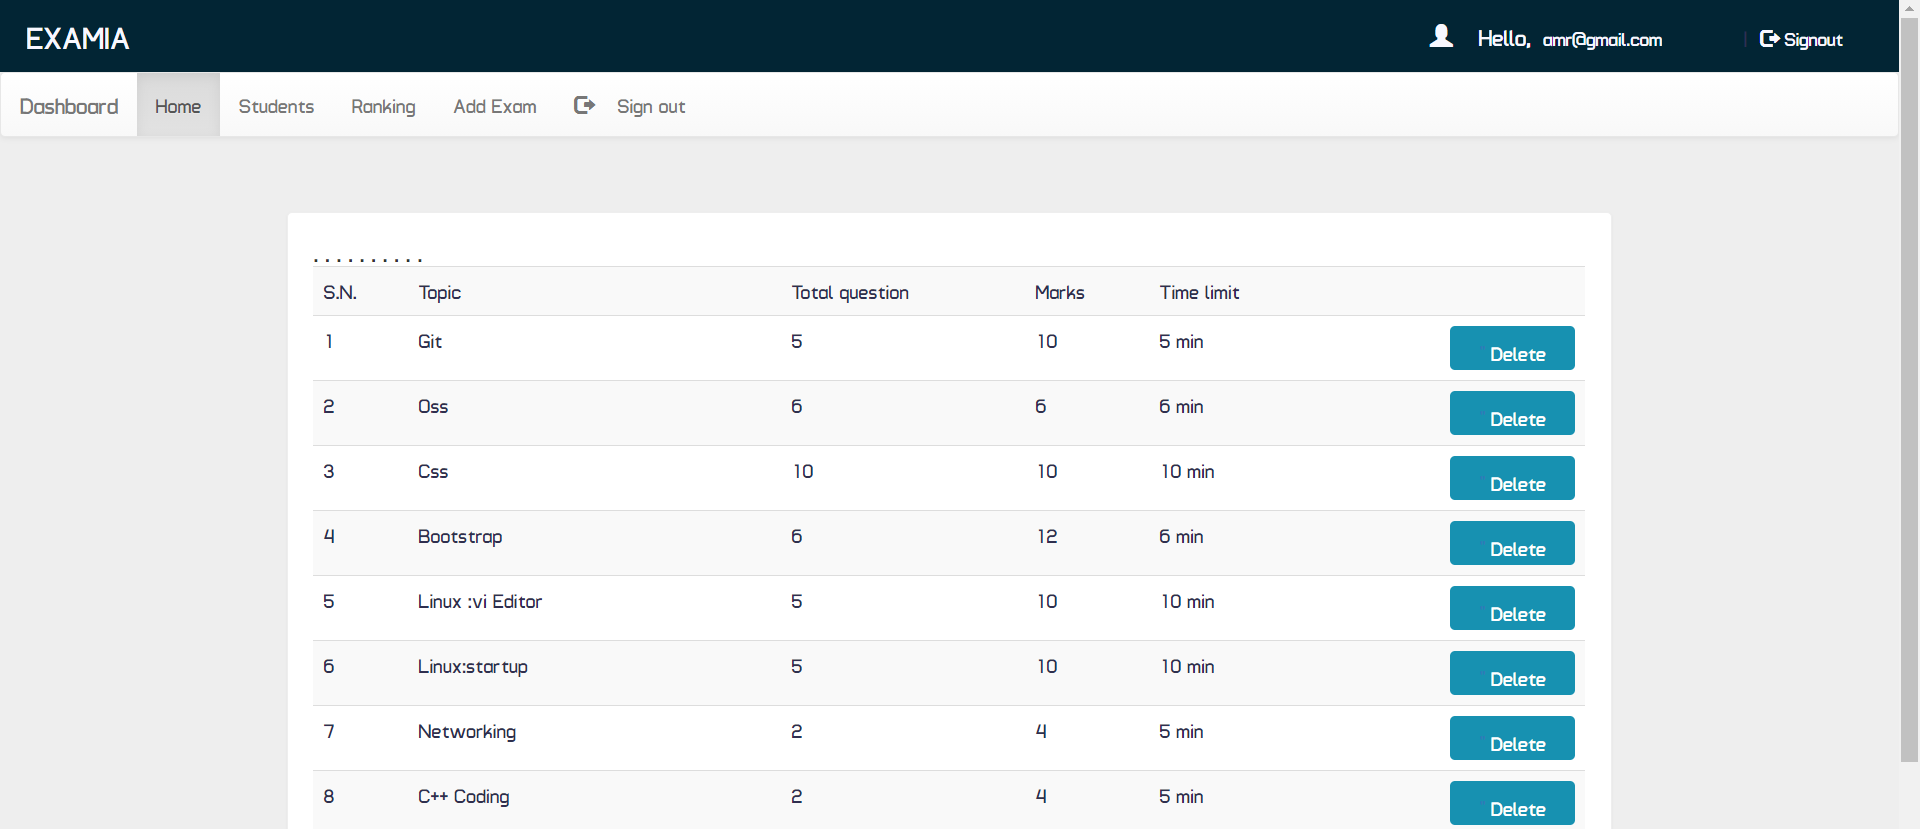 EXAMIA Hello, amr@gmail.com | Signout
Dashboard Home Students Ranking Add Exam Sign out
. . . . . . . . . .
S.N. Topic Total question Marks Time limit
1 Git 5 10 5 min Delete
2 Oss 6 6 6 min Delete
3 Css 10 10 10 min Delete
4 Bootstrap 6 12 6 min Delete
5 Linux :vi Editor 5 10 10 min Delete
6 Linux:startup 5 10 10 min Delete
7 Networking 2 4 5 min Delete
8 C++ Coding 2 4 5 min Delete